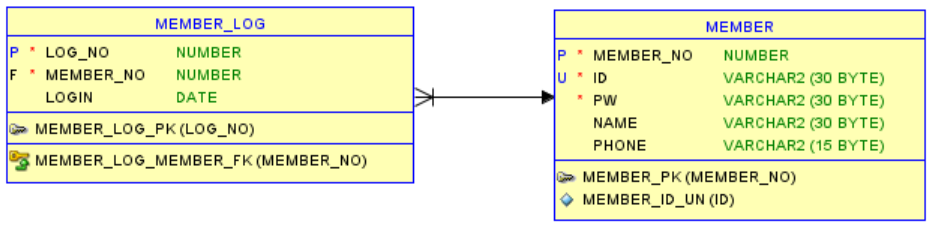 MEMBER_LOG
P * LOG_NO NUMBER
F * MEMBER_NO NUMBER
LOGIN DATE
MEMBER_LOG_PK (LOG_NO)
MEMBER_LOG_MEMBER_FK (MEMBER_NO)
MEMBER
P * MEMBER_NO NUMBER
U * ID VARCHAR2 (30 BYTE)
* PW VARCHAR2 (30 BYTE)
NAME VARCHAR2 (30 BYTE)
PHONE VARCHAR2 (15 BYTE)
MEMBER_PK (MEMBER_NO)
MEMBER_ID_UN (ID)